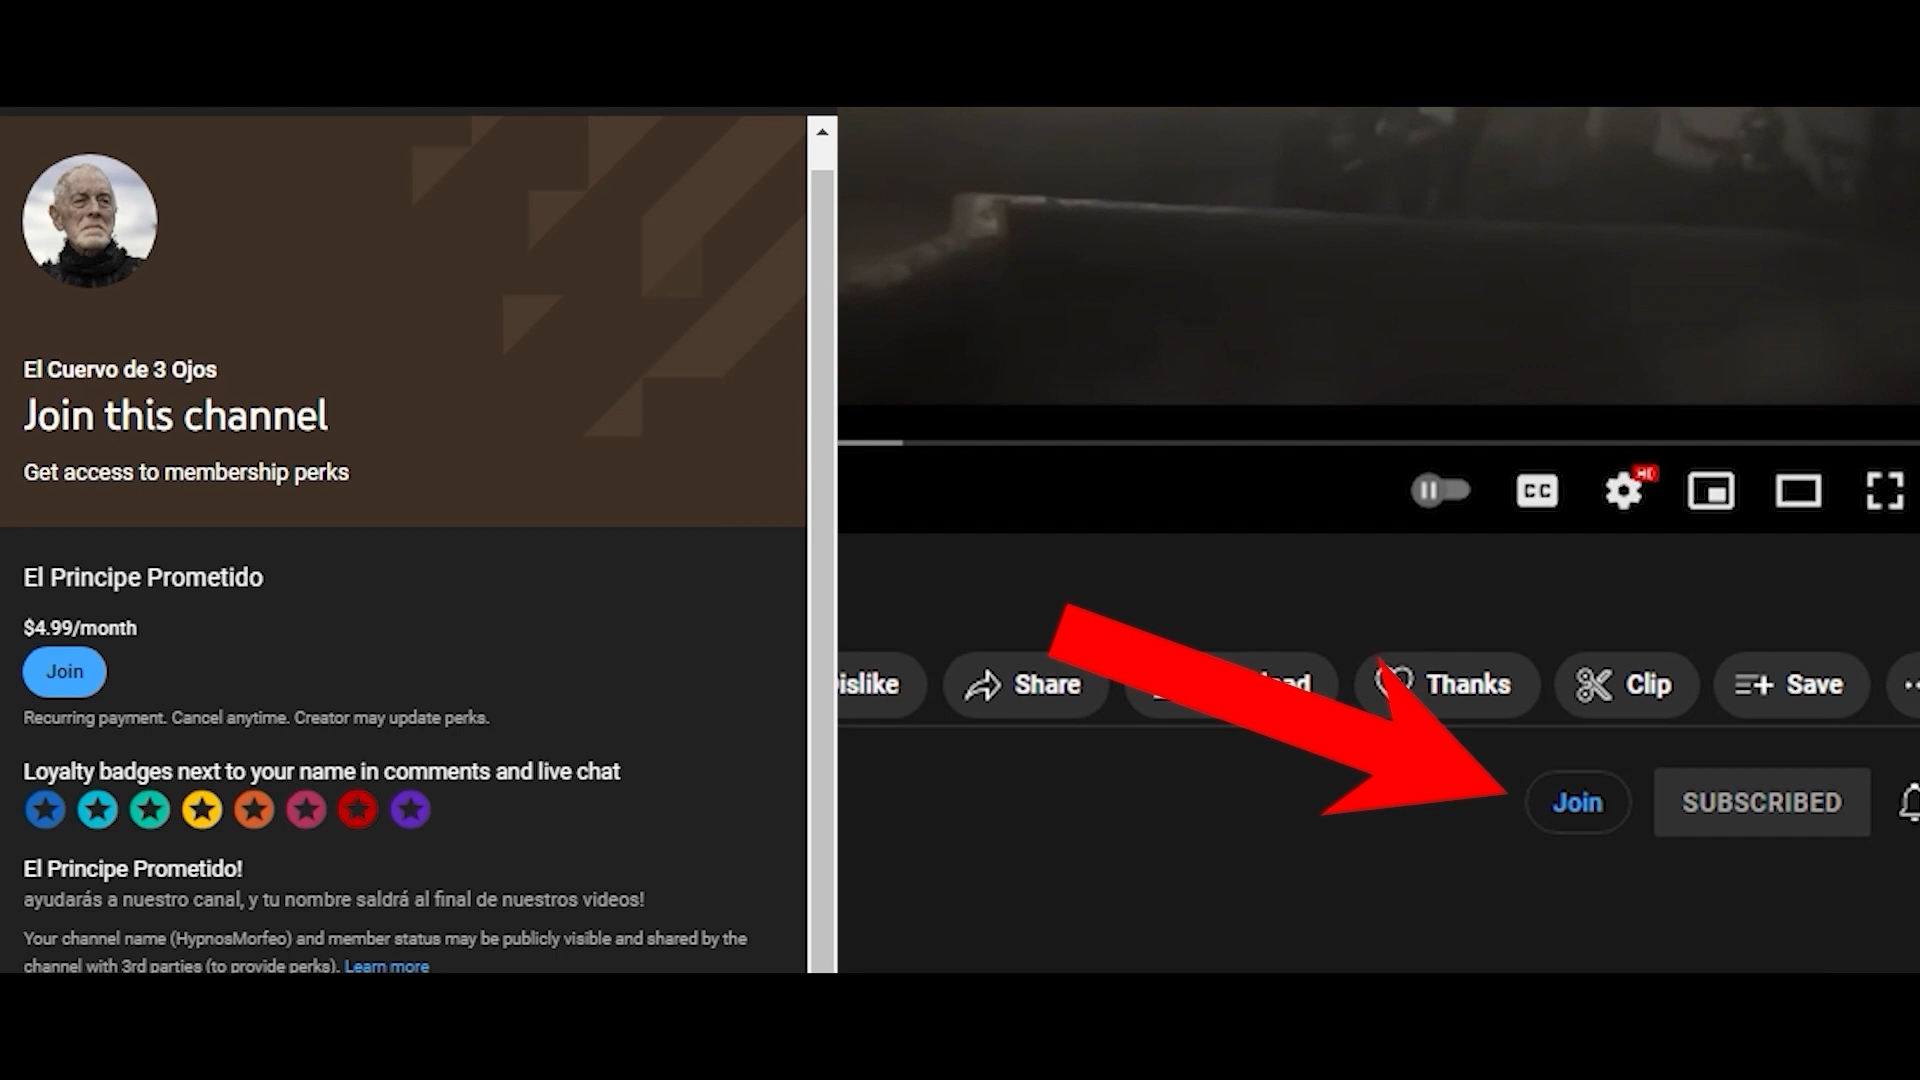 El Cuervo de 3 Ojos
Join this channel
Get access to membership perks
El Principe Prometido
$4.99/month
Join
Recurring payment. Cancel anytime. Creator may update perks.
Loyalty badges next to your name in comments and live chat
El Principe Prometido!
ayudarás a nuestro canal, y tu nombre saldrá al final de nuestros videos!
Your channel name (HypnosMorfeo) and member status may be publicly visible and shared by the
channel with 3rd parties (to provide perks). Learn more
CC
HD
islike
Share
Thanks
Clip
Save
Join
SUBSCRIBED